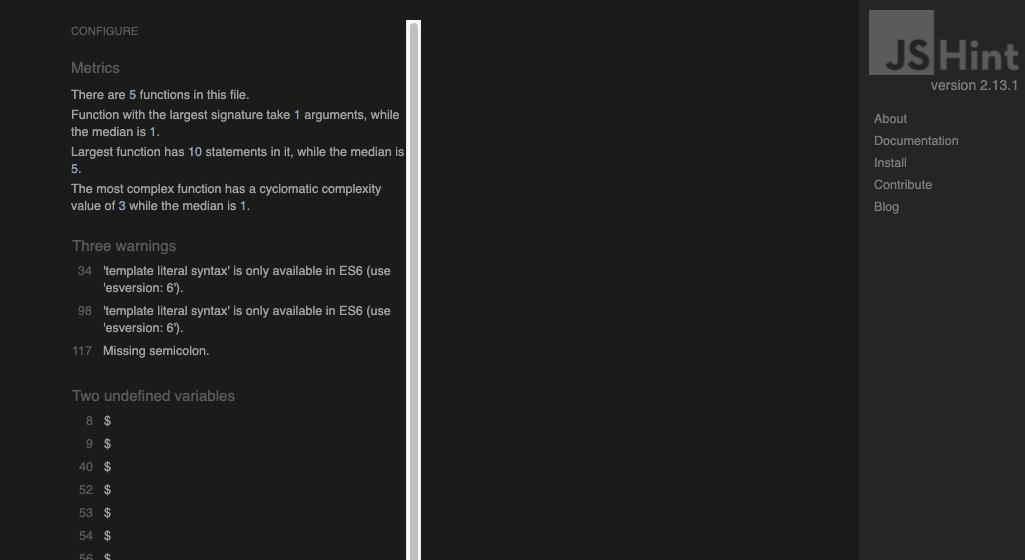 CONFIGURE
Metrics
There are 5 functions in this file.
Function with the largest signature take 1 arguments, while
the median is 1.
Largest function has 10 statements in it, while the median is
5.
The most complex function has a cyclomatic complexity
value of 3 while the median is 1.
Three warnings
34 'template literal syntax' is only available in ES6 (use
'esversion: 6').
98 'template literal syntax' is only available in ES6 (use
'esversion: 6').
117 Missing semicolon.
Two undefined variables
8 $
9 $
40 $
52 $
53 $
54 $
56 $
JSHint
version 2.13.1
About
Documentation
Install
Contribute
Blog